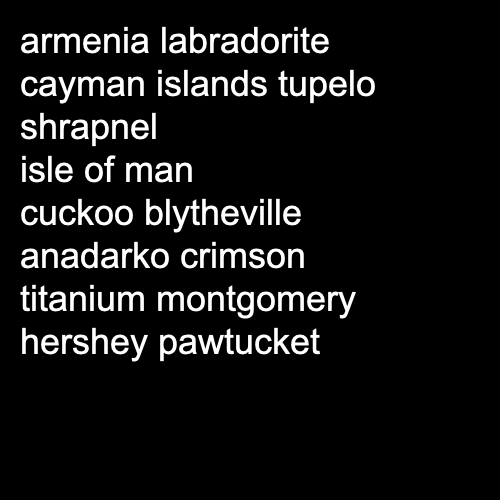 armenia labradorite
cayman islands tupelo
shrapnel
isle of man
cuckoo blytheville
anadarko crimson
titanium montgomery
hershey pawtucket